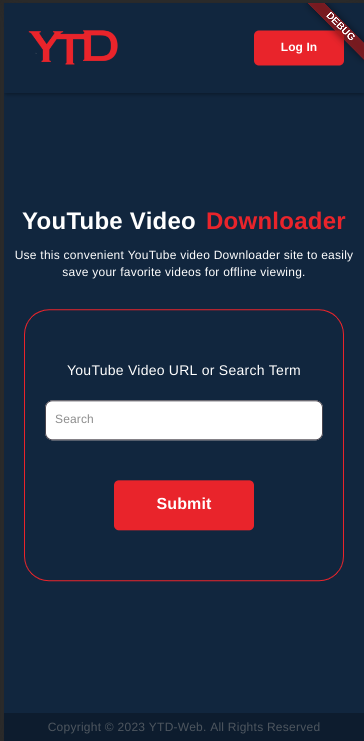 YTD
Log In
DEBUG
YouTube Video Downloader
Use this convenient YouTube video Downloader site to easily
save your favorite videos for offline viewing.
YouTube Video URL or Search Term
Search
Submit
Copyright © 2023 YTD-Web. All Rights Reserved